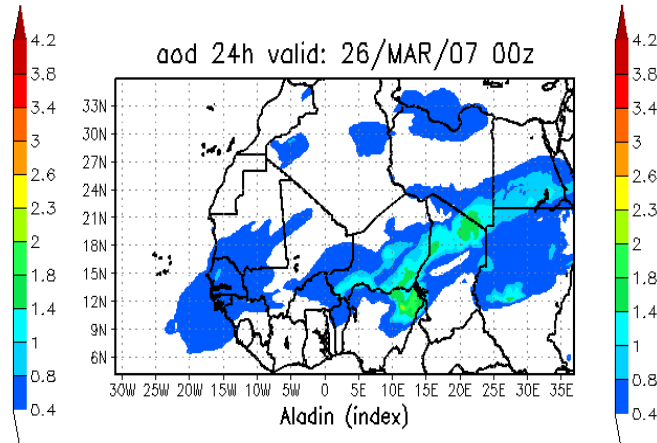 aod 24h valid: 26/MAR/07 00z
4.2
3.8
3.4
3
2.6
2.3
2
1.8
1.4
1
0.8
0.4
33N
30N
27N
24N
21N
18N
15N
12N
9N
6N
30W 25W 20W 15W 10W 5W 0 5E 10E 15E 20E 25E 30E 35E
Aladin (index)
4.2
3.8
3.4
3
2.6
2.3
2
1.8
1.4
1
0.8
0.4